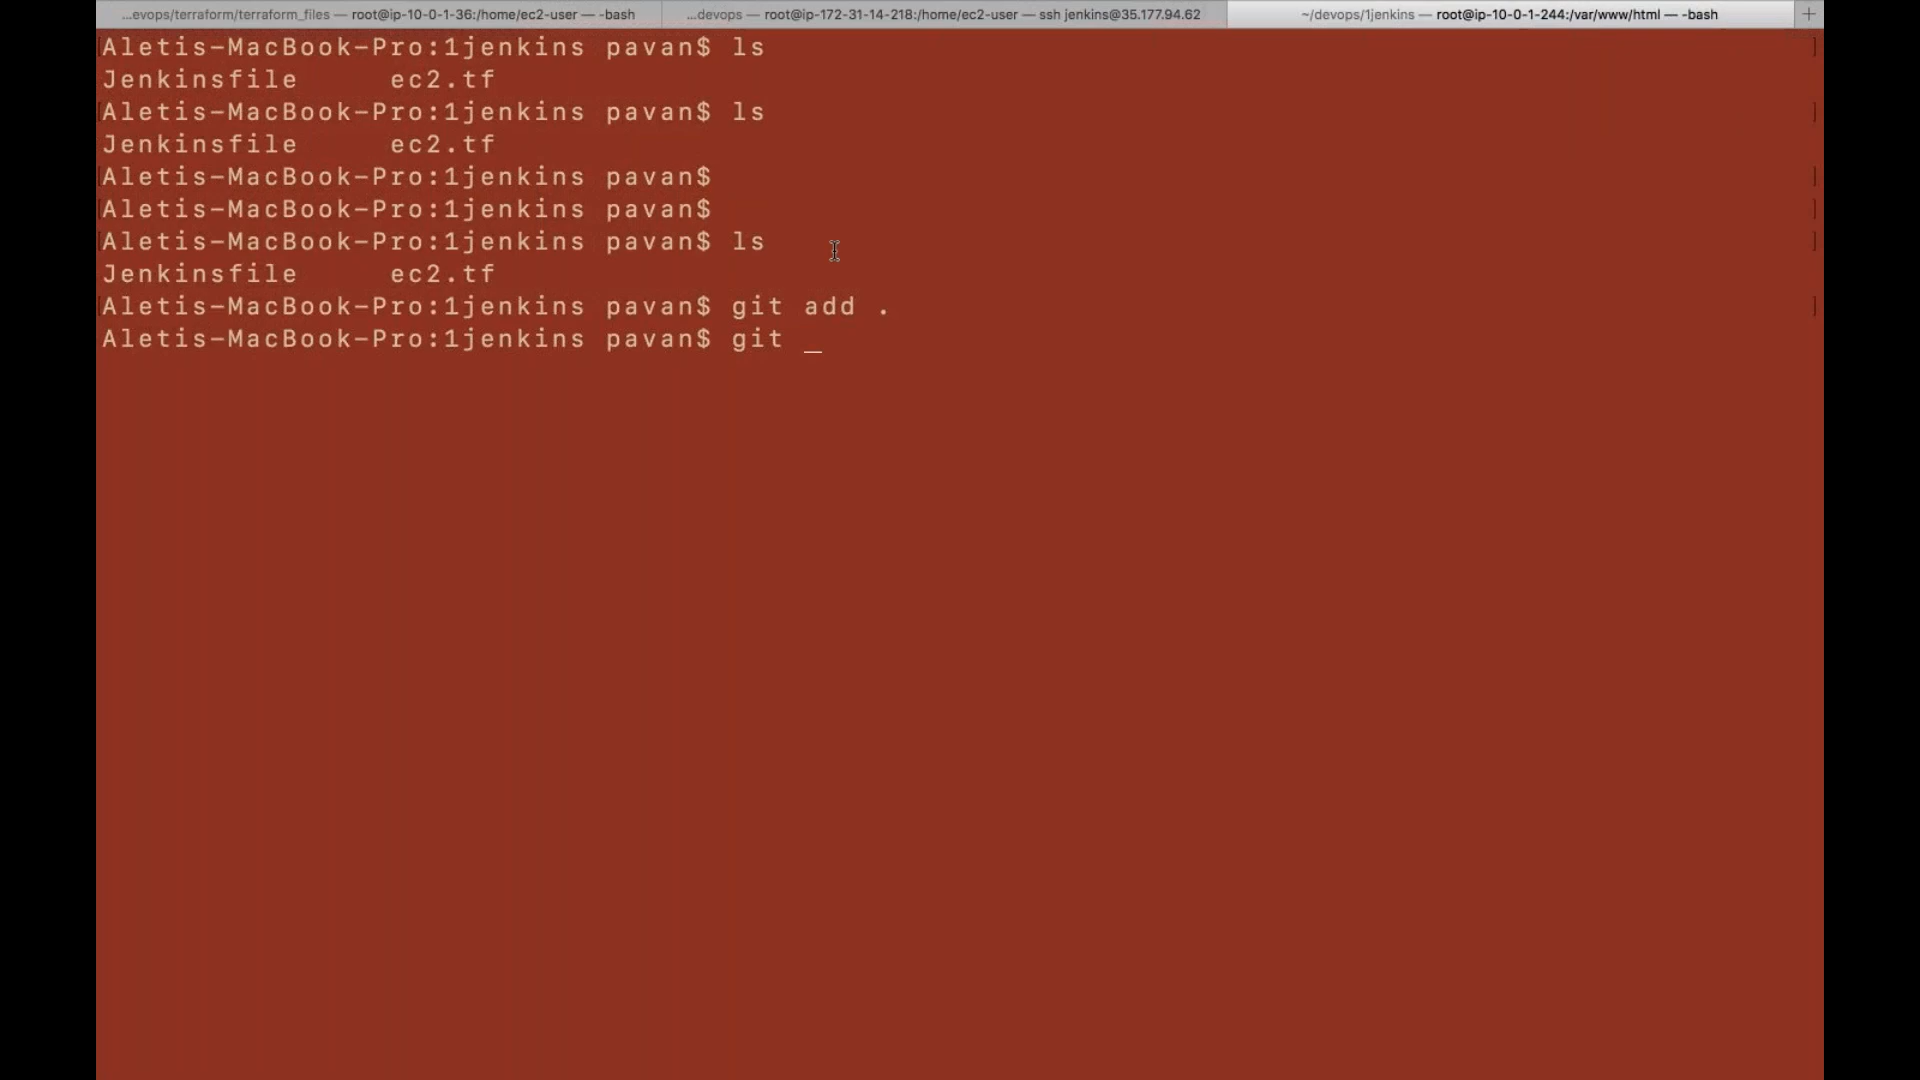 ...evops/terraform/terraform_files — root@ip-10-0-1-36:/home/ec2-user — -bash
...devops — root@ip-172-31-14-218:/home/ec2-user — ssh jenkins@35.177.94.62
~/devops/1jenkins — root@ip-10-0-1-244:/var/www/html — -bash
Aletis-MacBook-Pro:1jenkins pavan$ ls
Jenkinsfile ec2.tf
Aletis-MacBook-Pro:1jenkins pavan$ ls
Jenkinsfile ec2.tf
Aletis-MacBook-Pro:1jenkins pavan$
Aletis-MacBook-Pro:1jenkins pavan$
Aletis-MacBook-Pro:1jenkins pavan$ ls
Jenkinsfile ec2.tf
Aletis-MacBook-Pro:1jenkins pavan$ git add .
Aletis-MacBook-Pro:1jenkins pavan$ git _